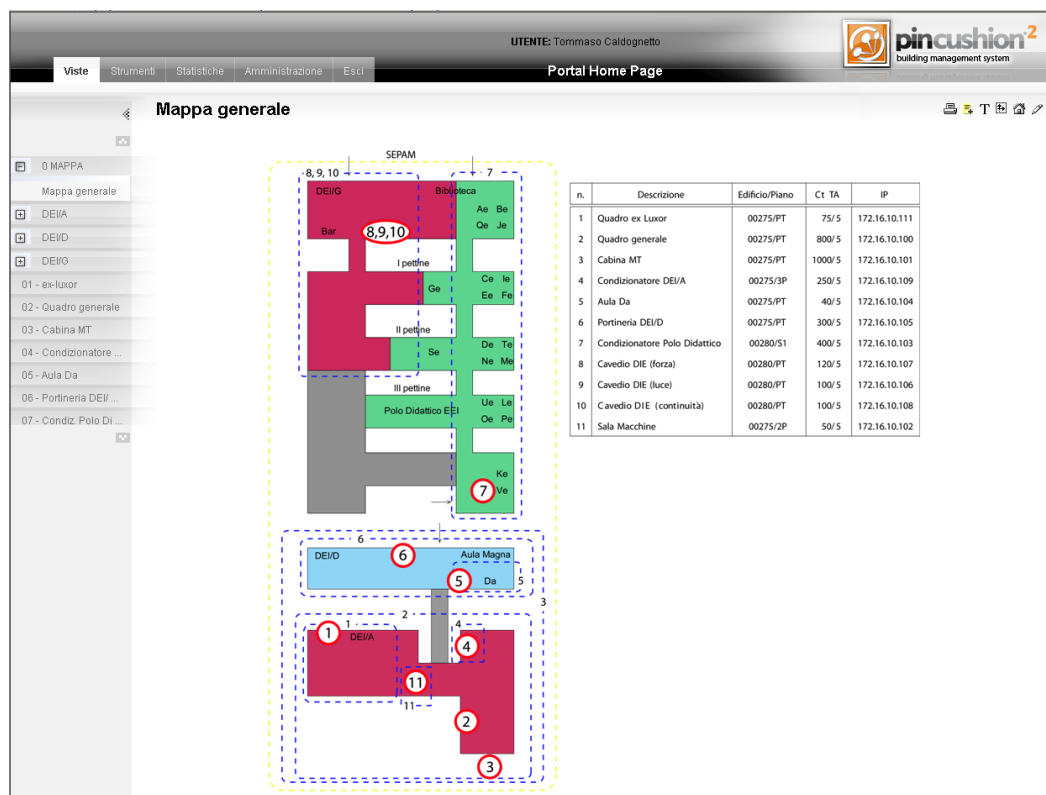 UTENTE: Tommaso Caldognetto
pincushion·2
building management system
Viste Strumenti Statistiche Amministrazione Esci
Portal Home Page
Mappa generale
0 MAPPA
Mappa generale
DEI/A
DEI/D
DEI/G
01 - ex-luxor
02 - Quadro generale
03 - Cabina MT
04 - Condizionatore ...
05 - Aula Da
06 - Portineria DEI/ ...
07 - Condiz. Polo Di ...
SEPAM
8, 9, 10
7
DEI/G
Biblioteca
Ae Be
Qe Je
Bar
8,9,10
I pettine
Ce Ie
Ge
Ee Fe
II pettine
De Te
Se
Ne Me
III pettine
Ue Le
Polo Didattico EEI
Oe Pe
Ke
7
Ve
6
DEI/D
6
Aula Magna
5
Da
5
3
2
1
4
1
DEI/A
4
11
11
2
3
n. Descrizione Edificio/Piano Ct TA IP
1 Quadro ex Luxor 00275/PT 75/5 172.16.10.111
2 Quadro generale 00275/PT 800/5 172.16.10.100
3 Cabina MT 00275/PT 1000/5 172.16.10.101
4 Condizionatore DEI/A 00275/3P 250/5 172.16.10.109
5 Aula Da 00275/PT 40/5 172.16.10.104
6 Portineria DEI/D 00275/PT 300/5 172.16.10.105
7 Condizionatore Polo Didattico 00280/S1 400/5 172.16.10.103
8 Cavedio DIE (forza) 00280/PT 120/5 172.16.10.107
9 Cavedio DIE (luce) 00280/PT 100/5 172.16.10.106
10 Cavedio DIE (continuità) 00280/PT 100/5 172.16.10.108
11 Sala Macchine 00275/2P 50/5 172.16.10.102